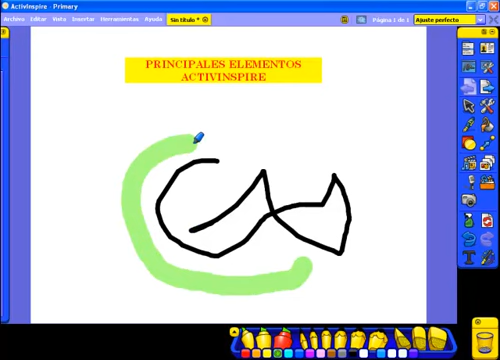 ActivInspire - Primary
Archivo Editar Vista Insertar Herramientas Ayuda Sin título *
Página 1 de 1 Ajuste perfecto
PRINCIPALES ELEMENTOS
ACTIVINSPIRE